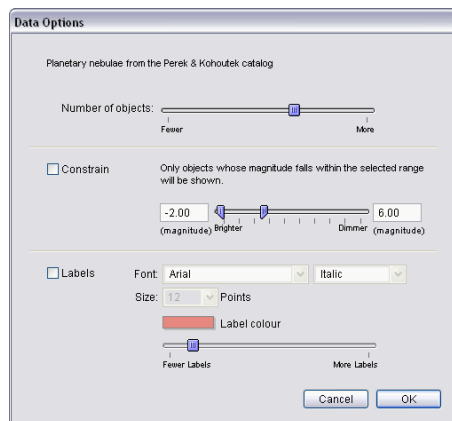 Data Options
Planetary nebulae from the Perek & Kohoutek catalog
Number of objects:
Fewer More
Constrain Only objects whose magnitude falls within the selected range
will be shown.
-2.00 6.00
(magnitude) Brighter Dimmer (magnitude)
Labels Font: Arial Italic
Size: 12 Points
Label colour
Fewer Labels More Labels
Cancel OK